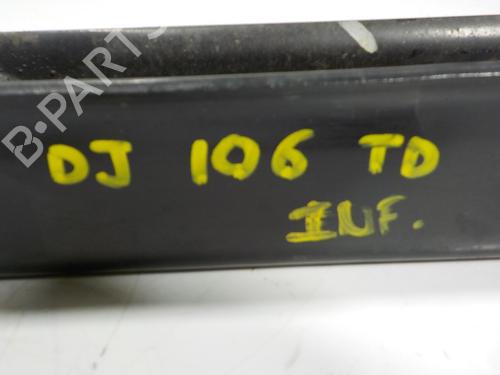 B-PARTS
DJ 106 TD
INF.